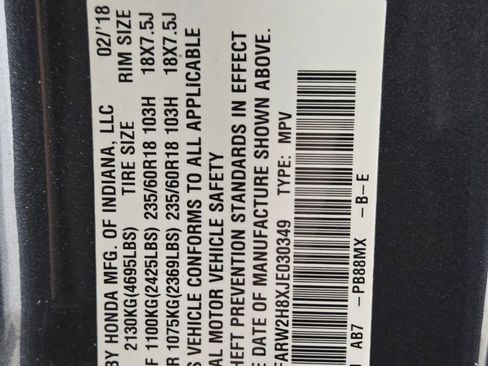 BY HONDA MFG. OF INDIANA, LLC 02/'18
2130KG(4695LBS) TIRE SIZE RIM SIZE
F 1100KG(2425LBS) 235/60R18 103H 18X7.5J
R 1075KG(2369LBS) 235/60R18 103H 18X7.5J
S VEHICLE CONFORMS TO ALL APPLICABLE
AL MOTOR VEHICLE SAFETY
HEFT PREVENTION STANDARDS IN EFFECT
E DATE OF MANUFACTURE SHOWN ABOVE.
FARW2H8XJE030349 TYPE: MPV
AB7 -PB88MX -B-E